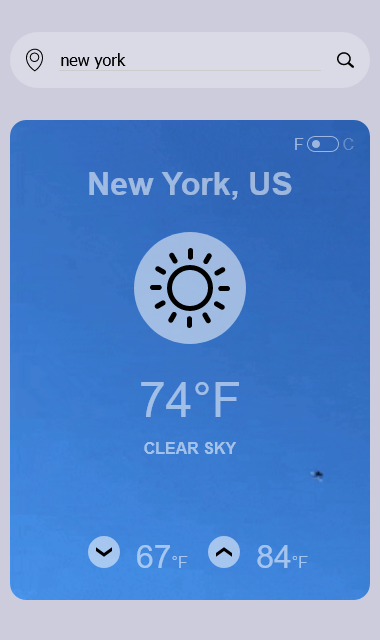 new york
F C
New York, US
74°F
CLEAR SKY
67°F 84°F